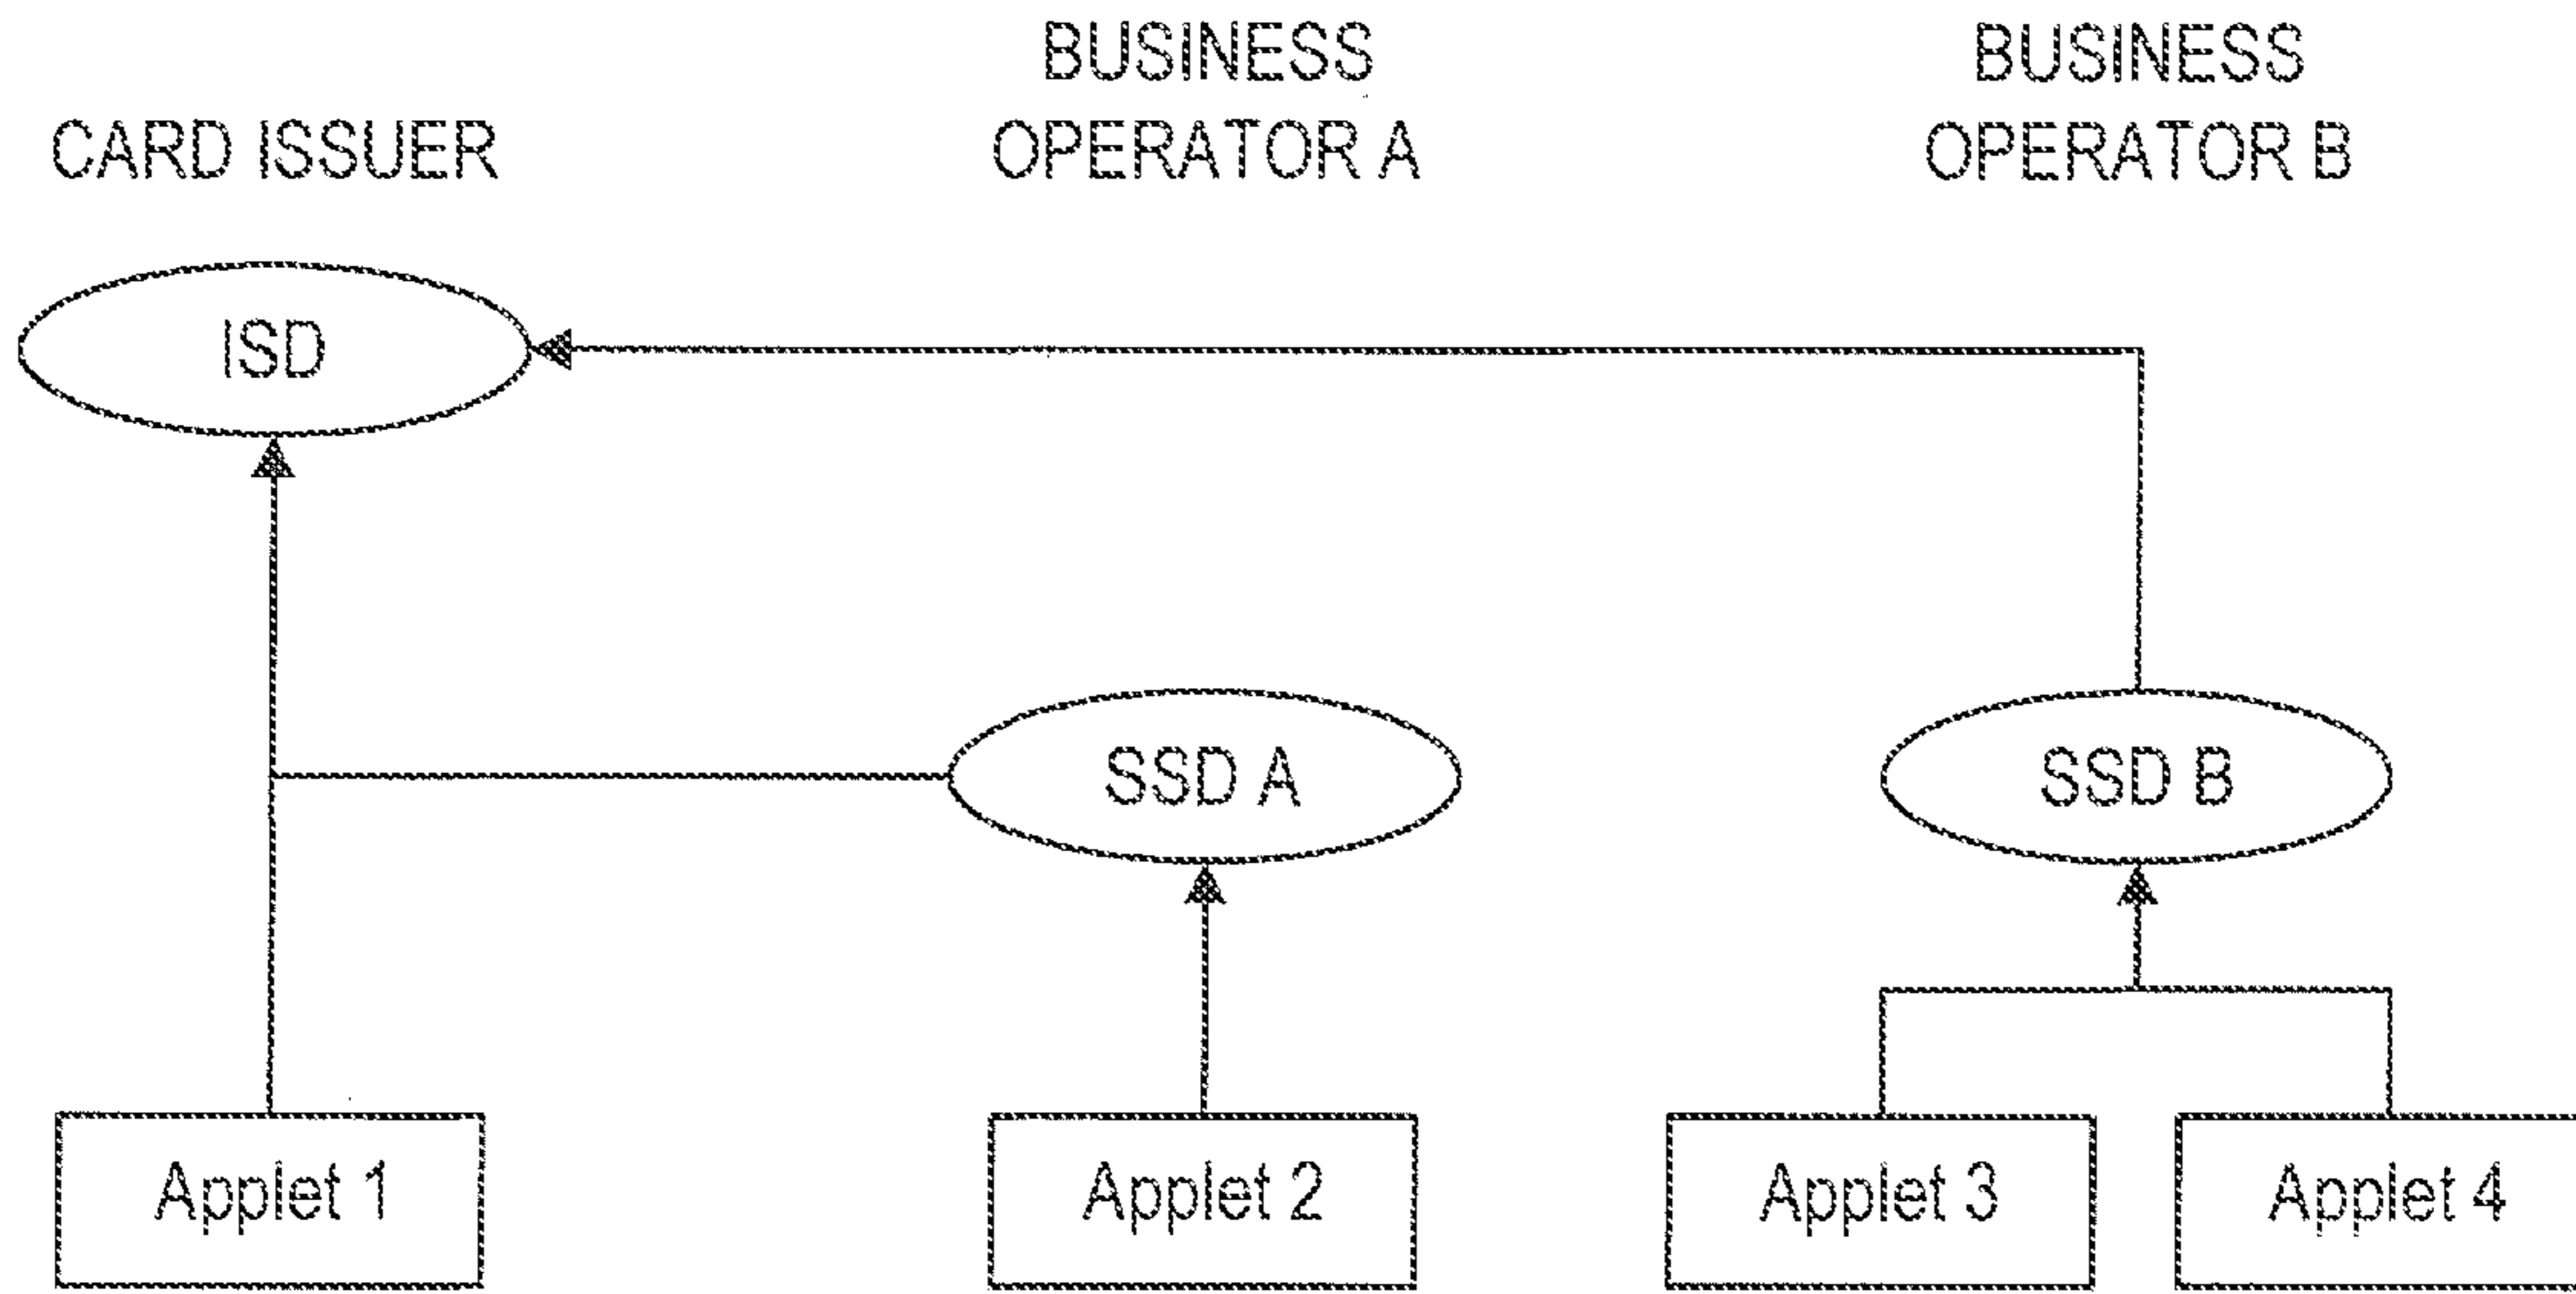 BUSINESS
OPERATOR A
BUSINESS
OPERATOR B
CARD ISSUER
ISD
SSD A
SSD B
Applet 1
Applet 2
Applet 3
Applet 4